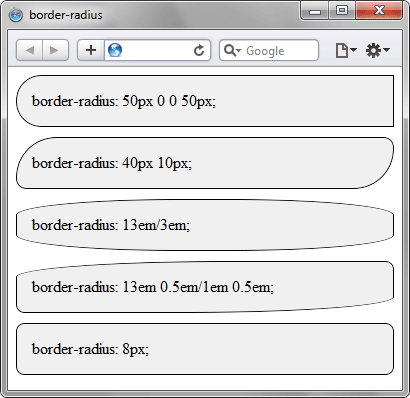 border-radius
Google
border-radius: 50px 0 0 50px;
border-radius: 40px 10px;
border-radius: 13em/3em;
border-radius: 13em 0.5em/1em 0.5em;
border-radius: 8px;